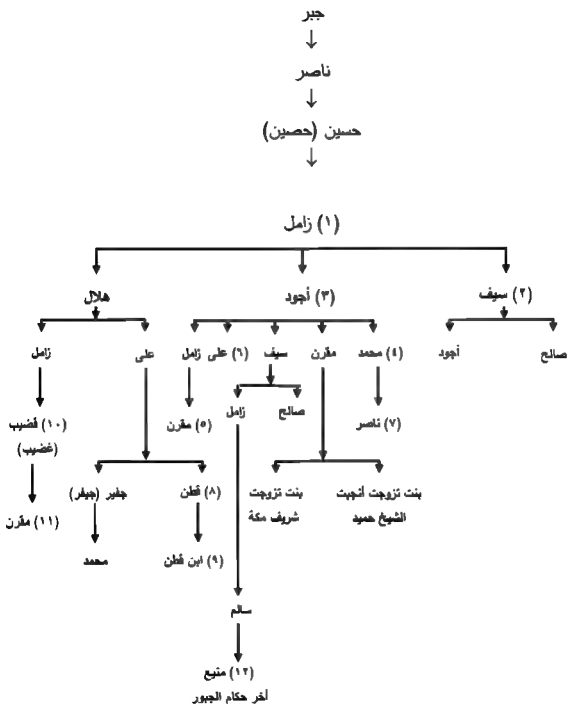 جبر
ناصر
حسين (حصين)
(١) زامل
(٢) سيف
(٣) أجود
هلال
صالح
أجود
(٤) محمد
مقرن
سيف
(٦) على
زامل
على
زامل
(٧) ناصر
صالح
زامل
(٥) مقرن
(١٠) قضيب
(غضيب)
بنت تزوجت أنجبت
الشيخ حميد
بنت تزوجت
شريف مكة
(٨) قطن
جفير (جيفر)
(١١) مقرن
(٩) ابن قطن
محمد
سالم
(١٢) منيع
أخر حكام الجبور